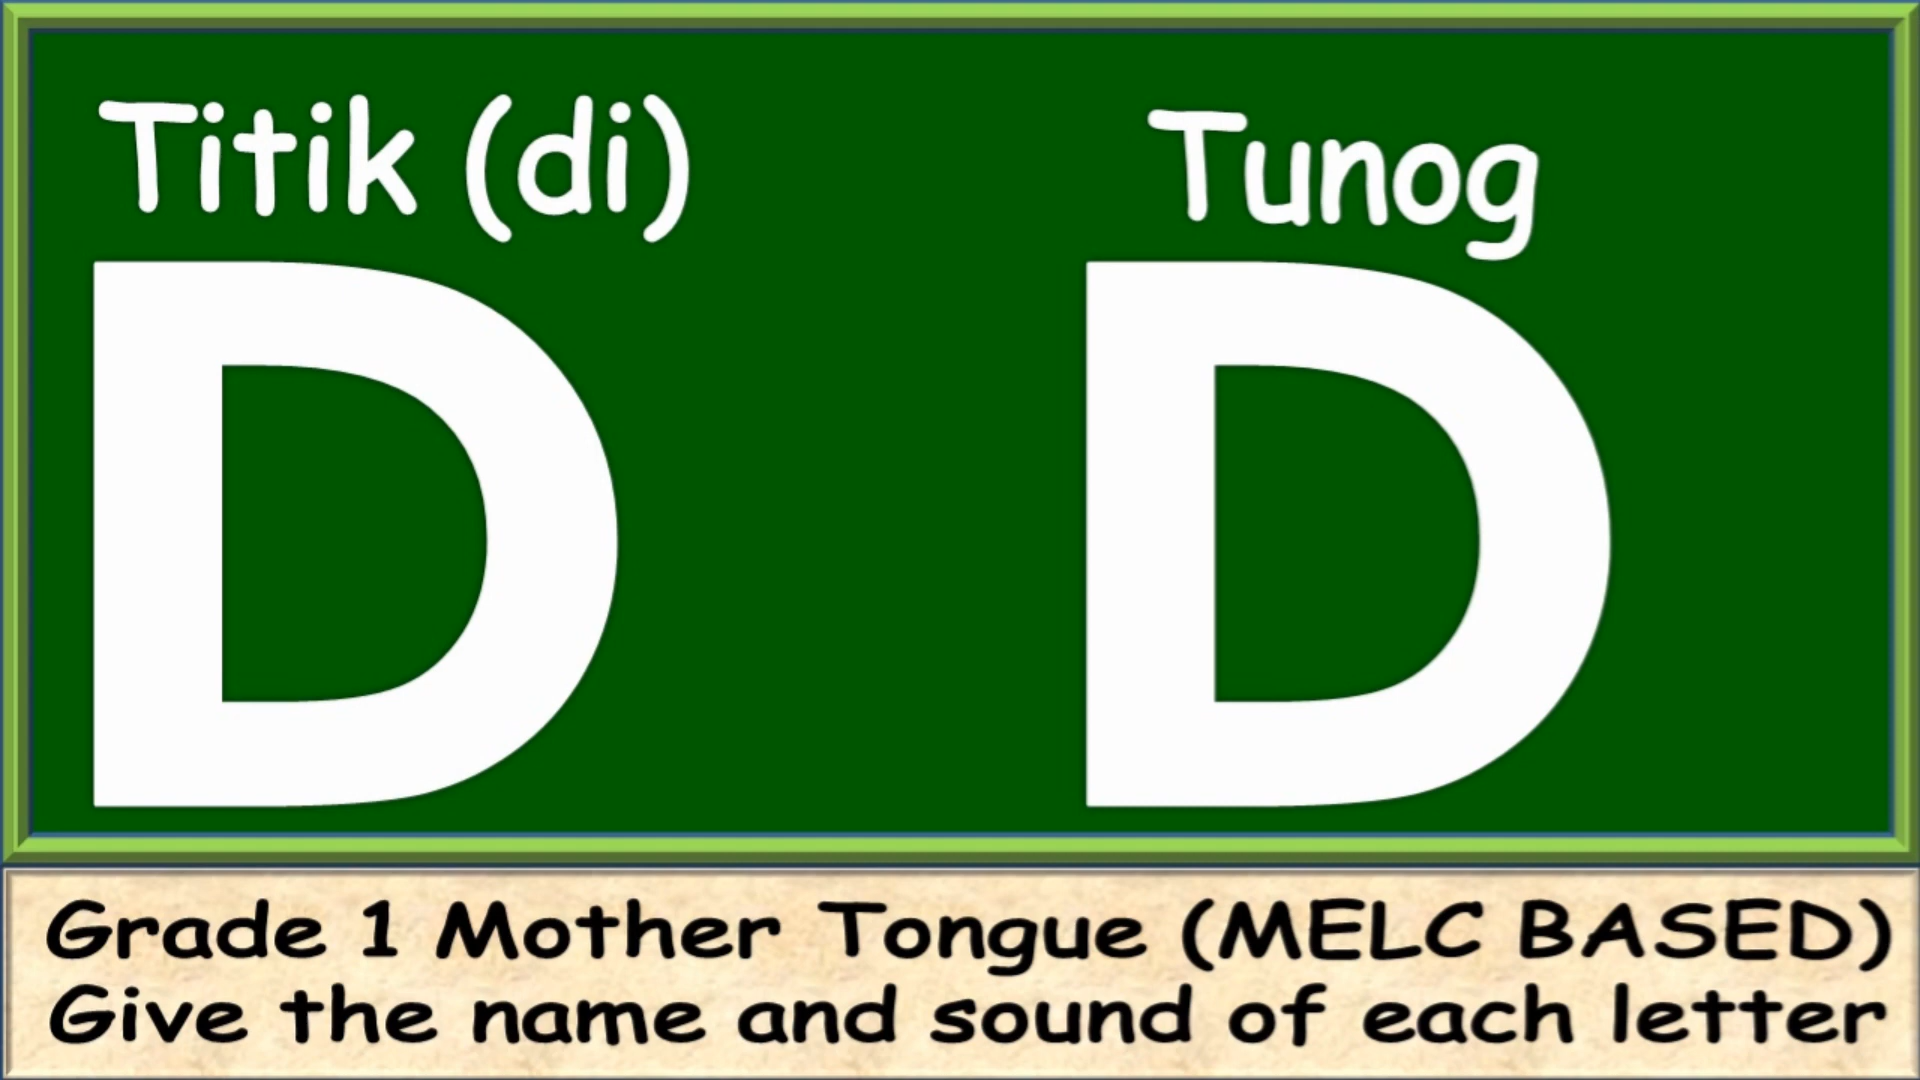 Titik (di) Tunog
D D
Grade 1 Mother Tongue (MELC BASED)
Give the name and sound of each letter